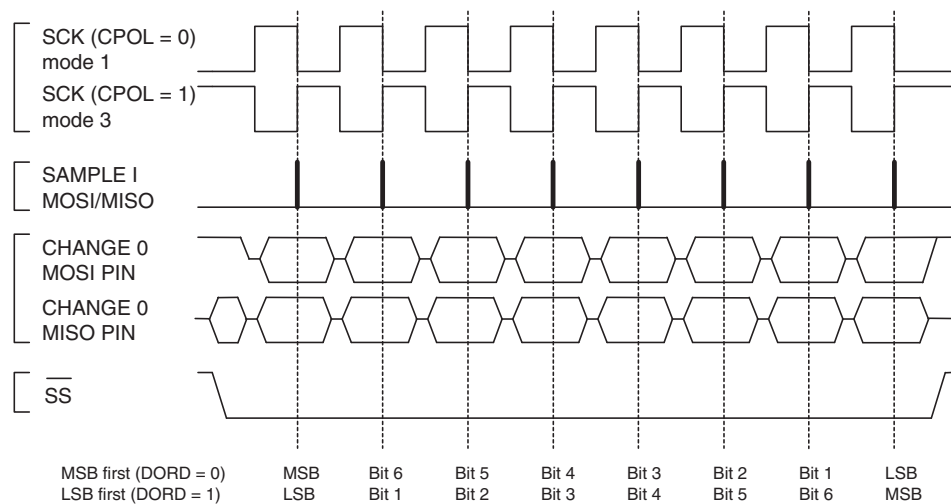 SCK (CPOL = 0)
mode 1
SCK (CPOL = 1)
mode 3
SAMPLE I
MOSI/MISO
CHANGE 0
MOSI PIN
CHANGE 0
MISO PIN
SS
MSB first (DORD = 0) MSB Bit 6 Bit 5 Bit 4 Bit 3 Bit 2 Bit 1 LSB
LSB first (DORD = 1) LSB Bit 1 Bit 2 Bit 3 Bit 4 Bit 5 Bit 6 MSB